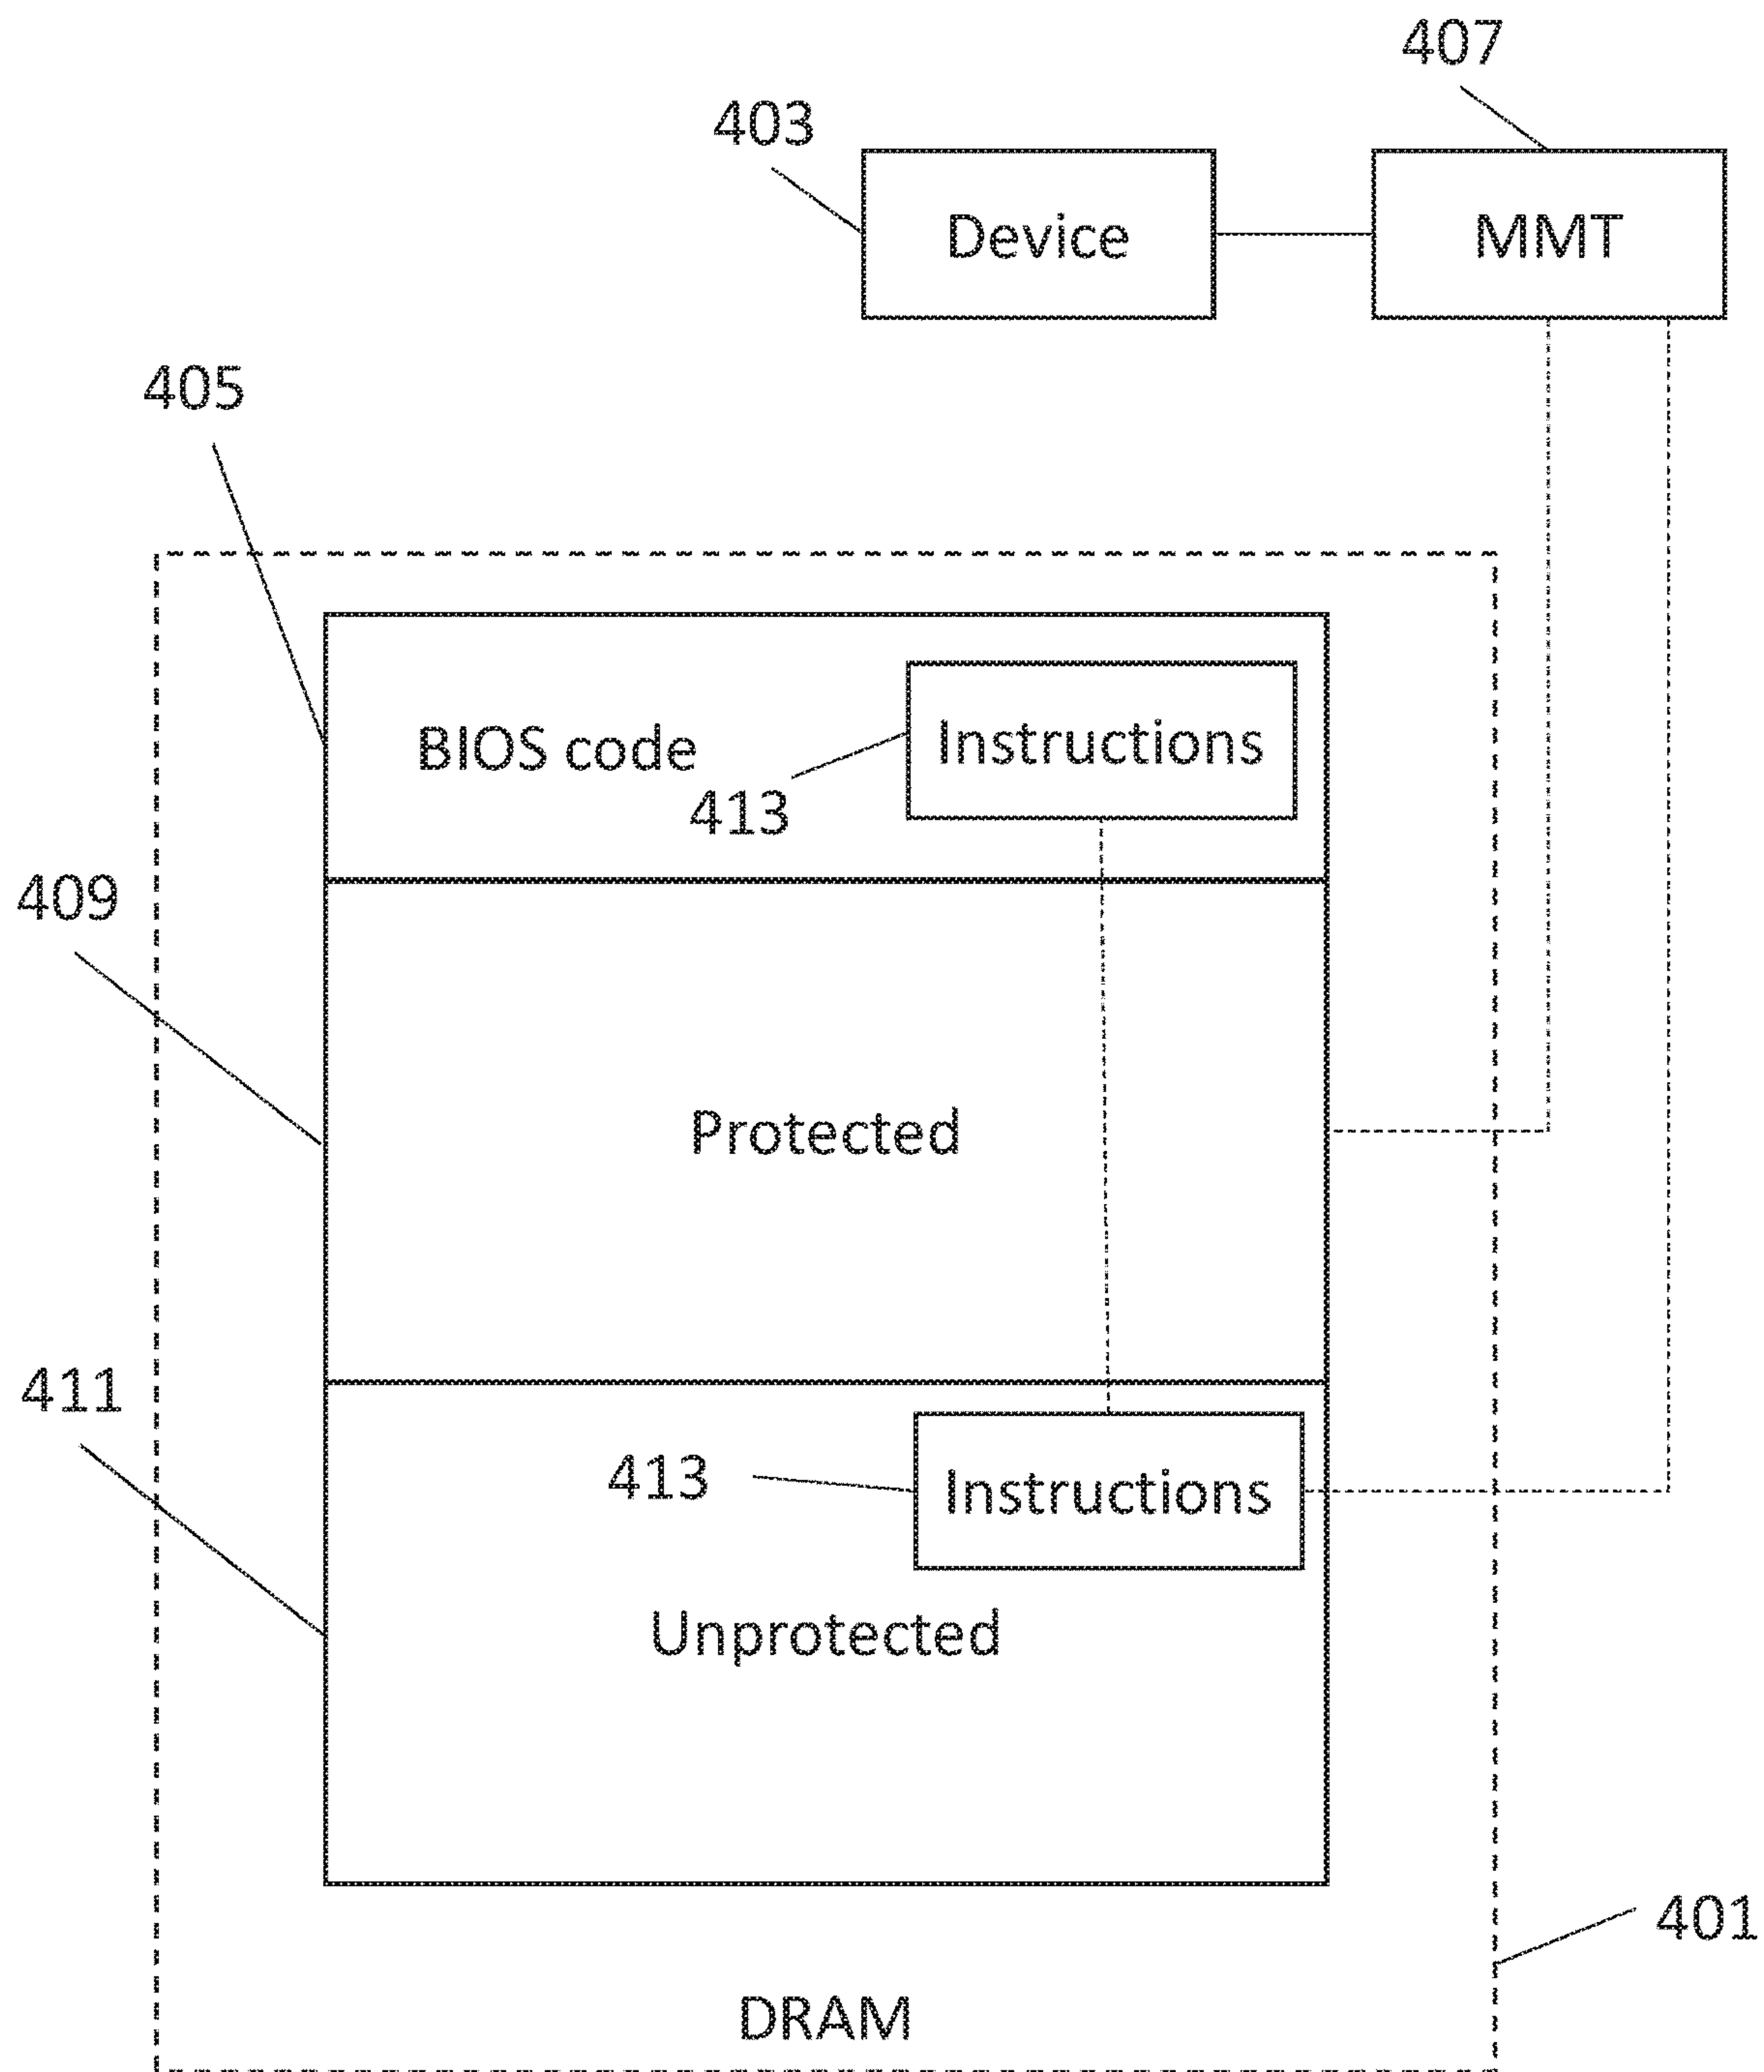 407
403
Device
MMT
405
Instructions
BIOS code
413
409
Protected
411
413
Instructions
Unprotected
401
DRAM